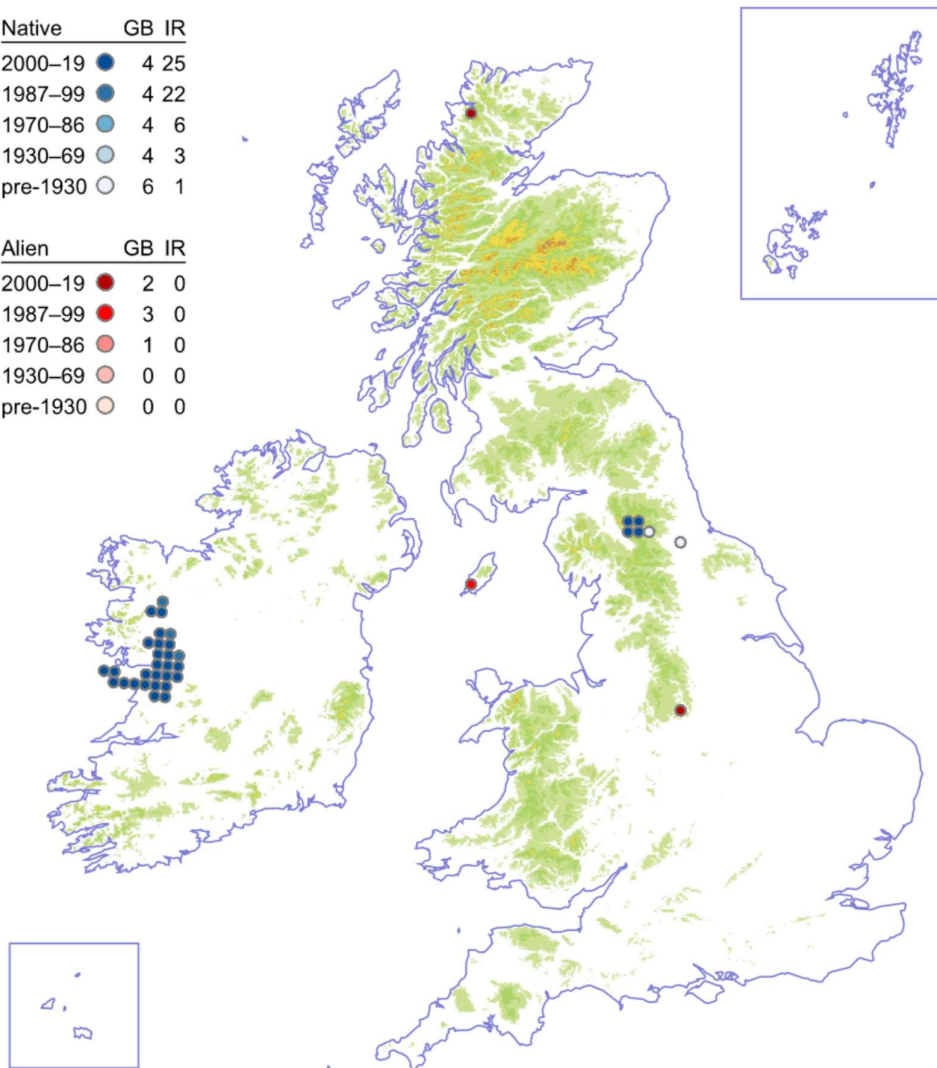 Native GB IR
2000–19 4 25
1987–99 4 22
1970–86 4 6
1930–69 4 3
pre-1930 6 1
Alien GB IR
2000–19 2 0
1987–99 3 0
1970–86 1 0
1930–69 0 0
pre-1930 0 0